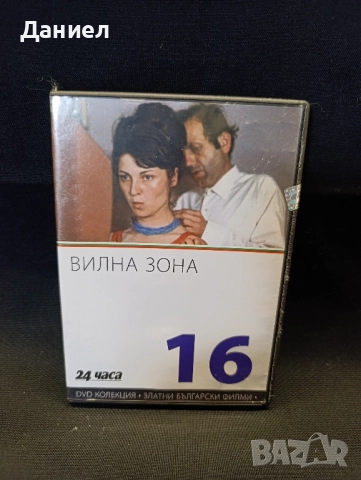 Даниел
ВИЛНА ЗОНА
24 часа
16
DVD КОЛЕКЦИЯ • ЗЛАТНИ БЪЛГАРСКИ ФИЛМИ •
BAZAR